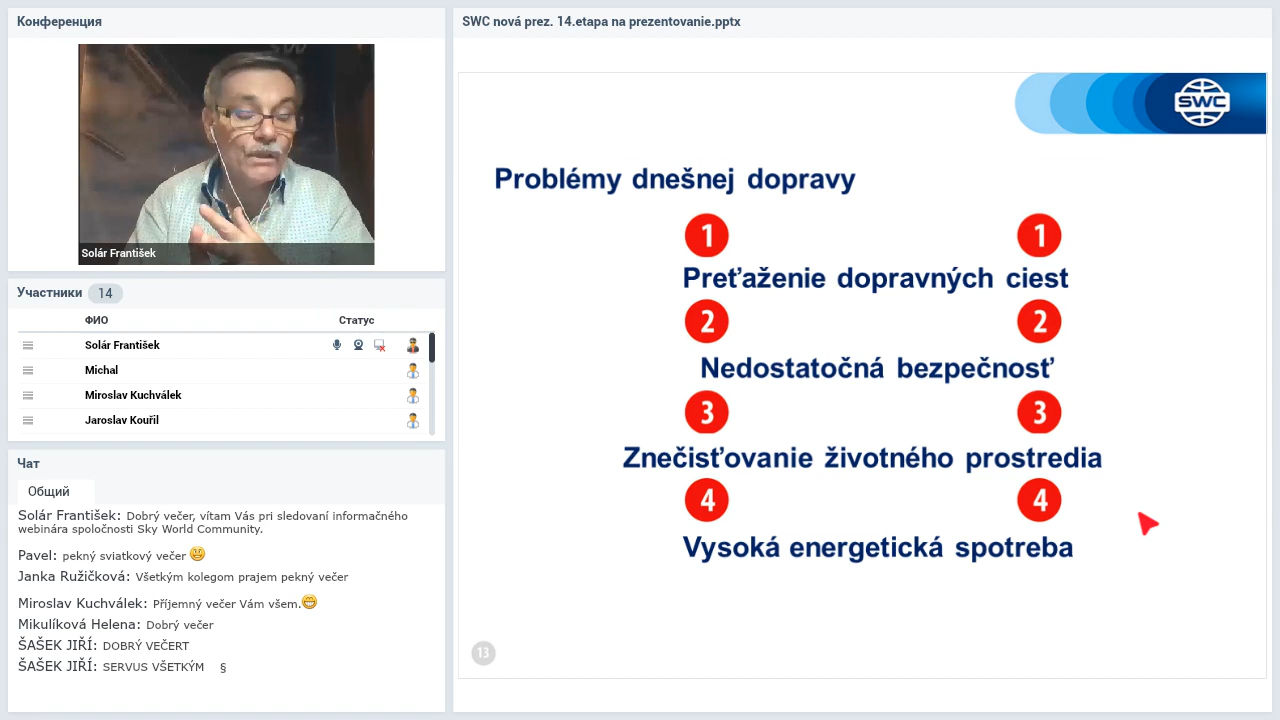 Конференция
Solár František
Участники 14
ФИО Статус
Solár František
Michal
Miroslav Kuchválek
Jaroslav Kouřil
Чат
Общий
Solár František: Dobrý večer, vítam Vás pri sledovaní informačného
webinára spoločnosti Sky World Community.
Pavel: pekný sviatkový večer
Janka Ružičková: Všetkým kolegom prajem pekný večer
Miroslav Kuchválek: Příjemný večer Vám všem.
Mikulíková Helena: Dobrý večer
ŠAŠEK JIŘÍ: DOBRÝ VEČERT
ŠAŠEK JIŘÍ: SERVUS VŠETKÝM §
SWC nová prez. 14.etapa na prezentovanie.pptx
SWC
Problémy dnešnej dopravy
1 1
Preťaženie dopravných ciest
2 2
Nedostatočná bezpečnosť
3 3
Znečisťovanie životného prostredia
4 4
Vysoká energetická spotreba
13